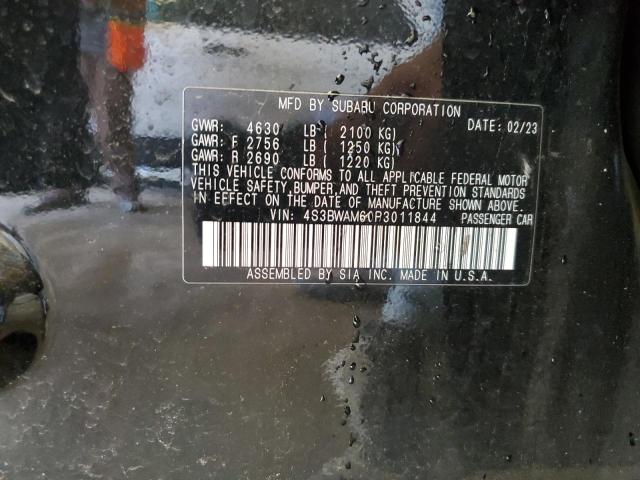 MFD BY SUBARU CORPORATION
GVWR: 4630 LB ( 2100 KG) DATE: 02/23
GAWR: F 2756 LB ( 1250 KG)
GAWR: R 2690 LB ( 1220 KG)
THIS VEHICLE CONFORMS TO ALL APPLICABLE FEDERAL MOTOR
VEHICLE SAFETY,BUMPER,AND THEFT PREVENTION STANDARDS
IN EFFECT ON THE DATE OF MANUFACTURE SHOWN ABOVE.
VIN: 4S3BWAM60P3011844 PASSENGER CAR
ASSEMBLED BY SIA INC. MADE IN U.S.A.